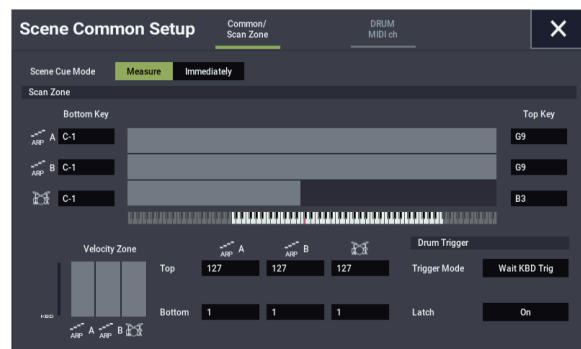 Scene Common Setup
Common/
Scan Zone
DRUM
MIDI ch
Scene Cue Mode Measure Immediately
Scan Zone
Bottom Key Top Key
ARP A C-1 G9
ARP B C-1 G9
C-1 B3
Velocity Zone ARP A ARP B Drum Trigger
Top 127 127 127 Trigger Mode Wait KBD Trig
KBD Bottom 1 1 1 Latch On
ARP A ARP B